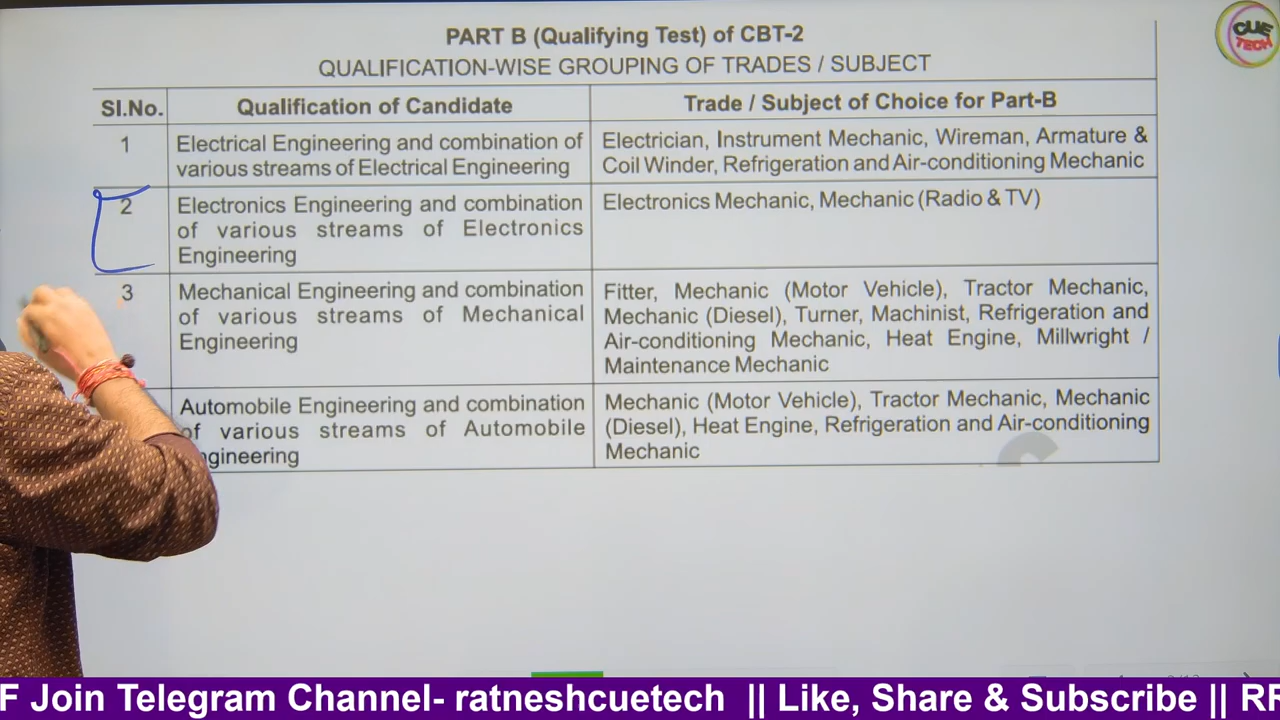 PART B (Qualifying Test) of CBT-2
QUALIFICATION-WISE GROUPING OF TRADES / SUBJECT
CUE
TECH
Sl.No.
Qualification of Candidate
Trade / Subject of Choice for Part-B
1
Electrical Engineering and combination of
various streams of Electrical Engineering
Electrician, Instrument Mechanic, Wireman, Armature &
Coil Winder, Refrigeration and Air-conditioning Mechanic
2
Electronics Engineering and combination
of various streams of Electronics
Engineering
Electronics Mechanic, Mechanic (Radio & TV)
3
Mechanical Engineering and combination
of various streams of Mechanical
Engineering
Fitter, Mechanic (Motor Vehicle), Tractor Mechanic,
Mechanic (Diesel), Turner, Machinist, Refrigeration and
Air-conditioning Mechanic, Heat Engine, Millwright /
Maintenance Mechanic
Automobile Engineering and combination
of various streams of Automobile
gineering
Mechanic (Motor Vehicle), Tractor Mechanic, Mechanic
(Diesel), Heat Engine, Refrigeration and Air-conditioning
Mechanic
F Join Telegram Channel- ratneshcuetech || Like, Share & Subscribe || RR